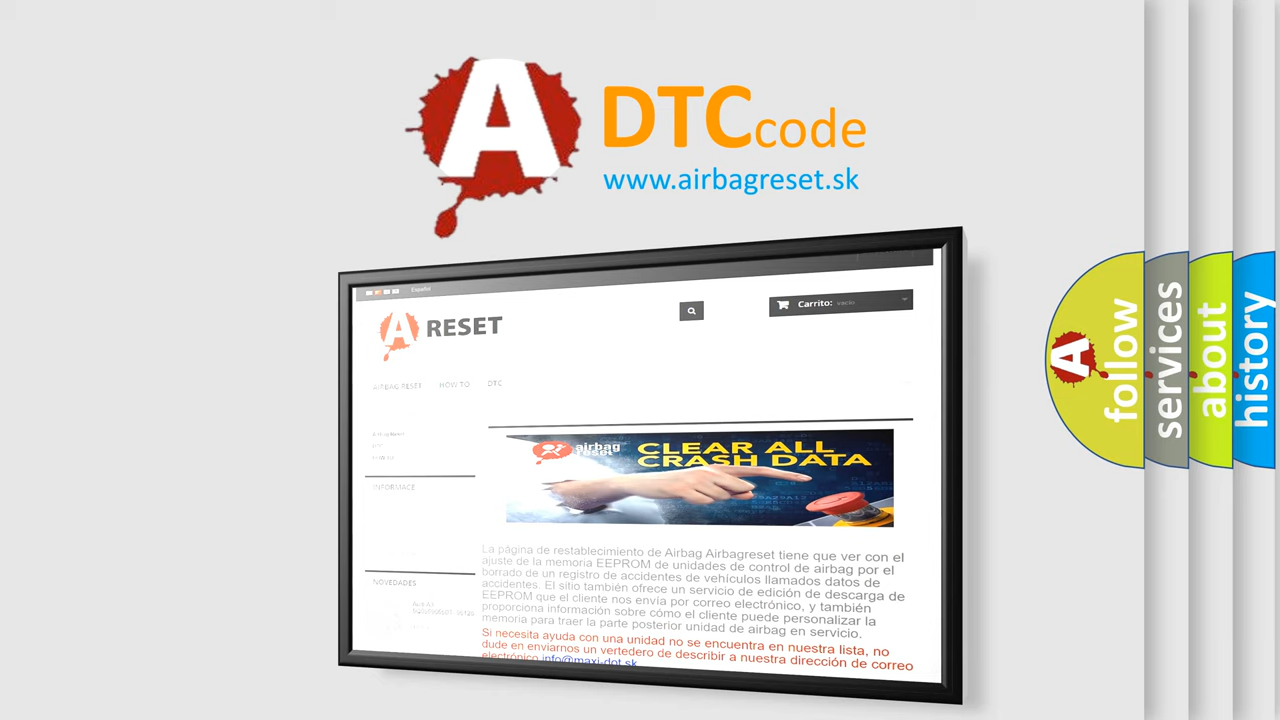 A
DTCcode
www.airbagreset.sk
Español
A RESET
Carrito: vacío
AIRBAG RESET HOW TO DTC
HOW TO
INFORMACE
NOVEDADES
airbag
reset
CLEAR ALL
CRASH DATA
La página de restablecimiento de Airbag Airbagreset tiene que ver con el
ajuste de la memoria EEPROM de unidades de control de airbag por el
borrado de un registro de accidentes de vehículos llamados datos de
accidentes. El sitio también ofrece un servicio de edición de descarga de
EEPROM que el cliente nos envía por correo electrónico, y también
proporciona información sobre cómo el cliente puede personalizar la
memoria para traer la parte posterior unidad de airbag en servicio.
Si necesita ayuda con una unidad no se encuentra en nuestra lista, no
dude en enviarnos un vertedero de describir a nuestra dirección de correo
electrónico info@maxi-dot.sk
A
follow
services
about
history